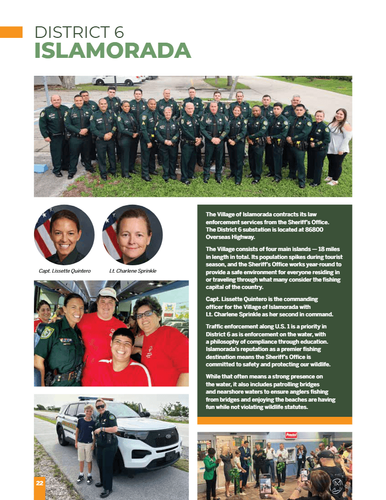 DISTRICT 6
ISLAMORADA
Capt. Lissette Quintero
Lt. Charlene Sprinkle
The Village of Islamorada contracts its law
enforcement services from the Sheriff's Office.
The District 6 substation is located at 86800
Overseas Highway.
The Village consists of four main islands — 18 miles
in length in total. Its population spikes during tourist
season, and the Sheriff's Office works year-round to
provide a safe environment for everyone residing in
or traveling through what many consider the fishing
capital of the country.
Capt. Lissette Quintero is the commanding
officer for the Village of Islamorada with
Lt. Charlene Sprinkle as her second in command.
Traffic enforcement along U.S. 1 is a priority in
District 6 as is enforcement on the water, with
a philosophy of compliance through education.
Islamorada's reputation as a premier fishing
destination means the Sheriff's Office is
committed to safety and protecting our wildlife.
While that often means a strong presence on
the water, it also includes patrolling bridges
and nearshore waters to ensure anglers fishing
from bridges and enjoying the beaches are having
fun while not violating wildlife statutes.
22